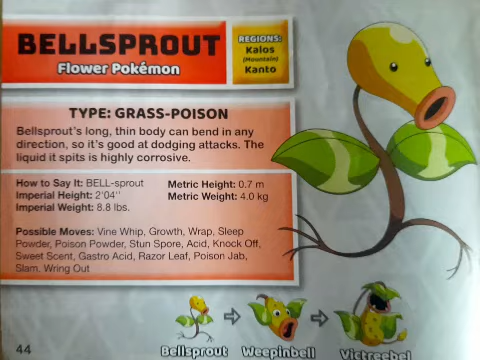 BELLSPROUT
Flower Pokémon
REGIONS:
Kalos
(Mountain)
Kanto
TYPE: GRASS-POISON
Bellsprout's long, thin body can bend in any
direction, so it's good at dodging attacks. The
liquid it spits is highly corrosive.
How to Say It: BELL-sprout
Imperial Height: 2'04"
Imperial Weight: 8.8 lbs.
Metric Height: 0.7 m
Metric Weight: 4.0 kg
Possible Moves: Vine Whip, Growth, Wrap, Sleep
Powder, Poison Powder, Stun Spore, Acid, Knock Off,
Sweet Scent, Gastro Acid, Razor Leaf, Poison Jab,
Slam, Wring Out
Bellsprout Weepinbell Victreebel
44